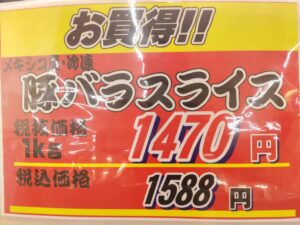 お買得!!
メキシコ産・冷凍
豚バラスライス
税抜価格
1kg
1470円
税込価格
1588円